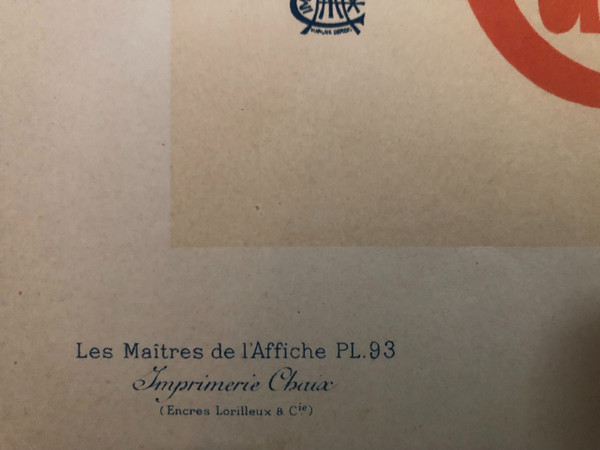 Les Maîtres de l'Affiche PL.93
Imprimerie Chaix
(Encres Lorilleux & Cie)